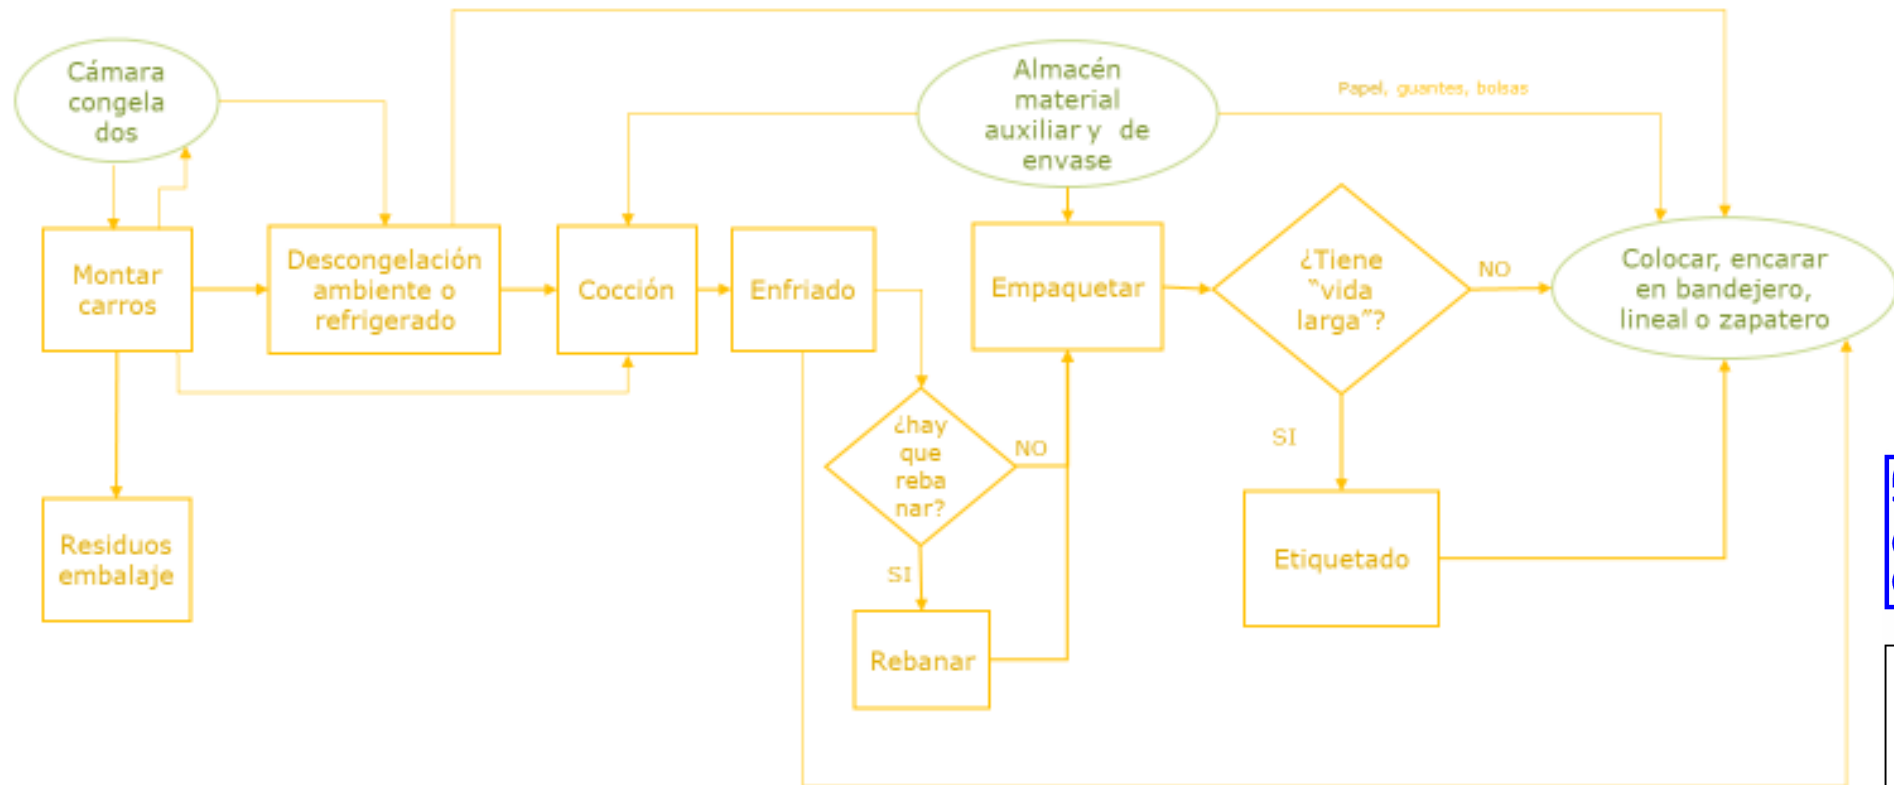 Cámara
congela
dos
Almacén
material
auxiliar y de
envase
Papel, guantes, bolsas
Montar
carros
Descongelación
ambiente o
refrigerado
Cocción
Enfriado
Empaquetar
¿Tiene
“vida
larga”?
NO
Colocar, encarar
en bandejero,
lineal o zapatero
¿hay
que
reba
nar?
NO
SI
SI
Residuos
embalaje
Etiquetado
Rebanar